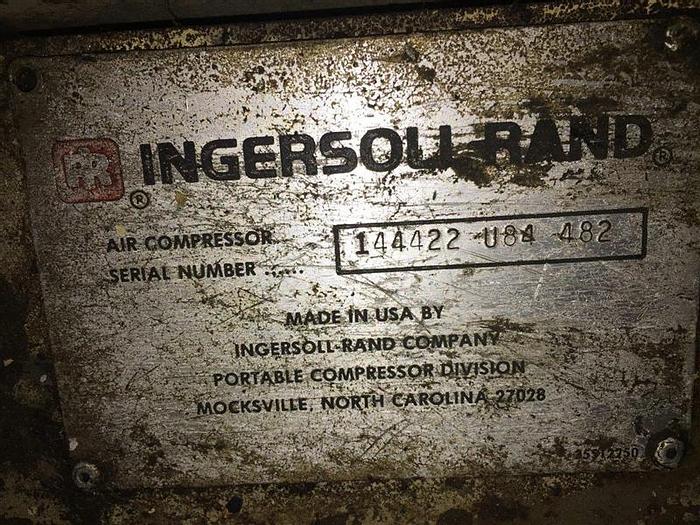 IR INGERSOLL-RAND®
®
AIR COMPRESSOR
SERIAL NUMBER ...... 144422 U84 482
MADE IN USA BY
INGERSOLL-RAND COMPANY
PORTABLE COMPRESSOR DIVISION
MOCKSVILLE, NORTH CAROLINA 27028